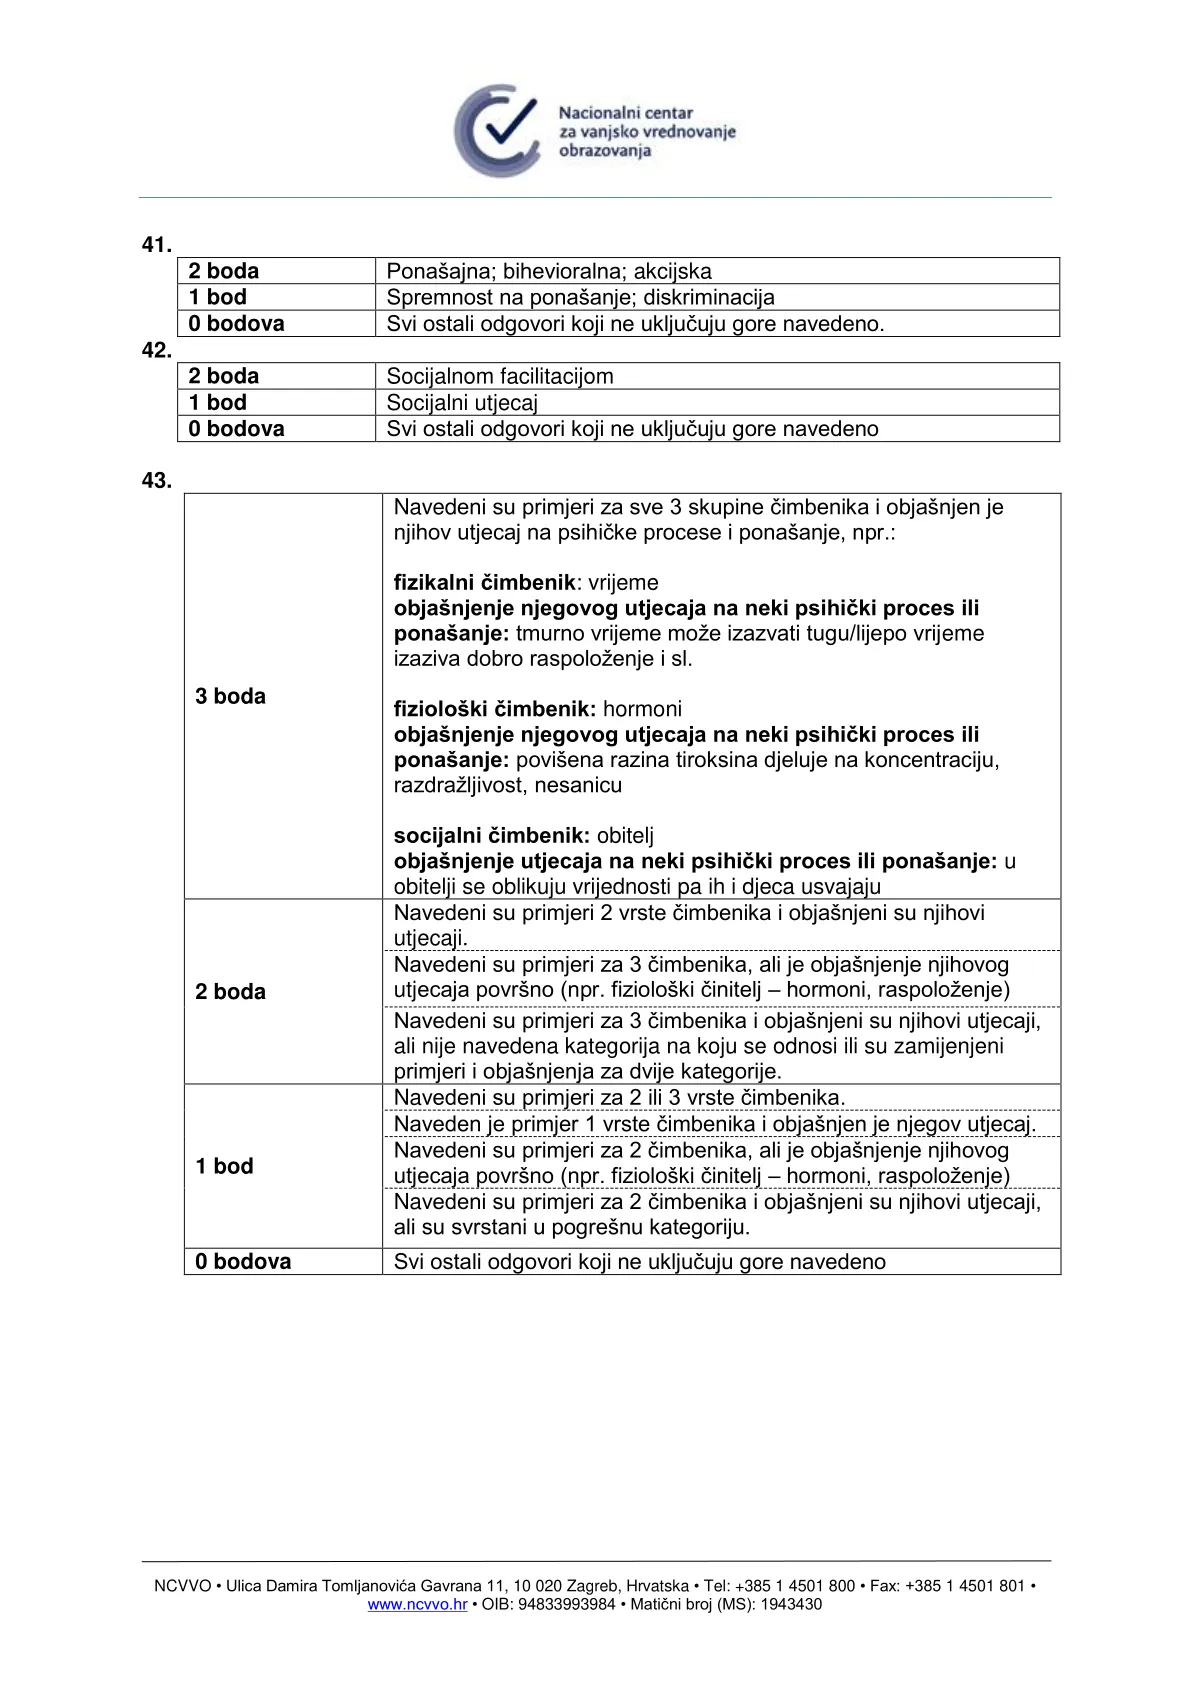 Nacionalni centar
za vanjsko vrednovanje
obrazovanja
41.
2 boda Ponašajna; bihevioralna; akcijska
1 bod Spremnost na ponašanje; diskriminacija
0 bodova Svi ostali odgovori koji ne uključuju gore navedeno.
42.
2 boda Socijalnom facilitacijom
1 bod Socijalni utjecaj
0 bodova Svi ostali odgovori koji ne uključuju gore navedeno
43.
3 boda
Navedeni su primjeri za sve 3 skupine čimbenika i objašnjen je
njihov utjecaj na psihičke procese i ponašanje, npr.:
fizikalni čimbenik: vrijeme
objašnjenje njegovog utjecaja na neki psihički proces ili
ponašanje: tmurno vrijeme može izazvati tugu/lijepo vrijeme
izaziva dobro raspoloženje i sl.
fiziološki čimbenik: hormoni
objašnjenje njegovog utjecaja na neki psihički proces ili
ponašanje: povišena razina tiroksina djeluje na koncentraciju,
razdražljivost, nesanicu
socijalni čimbenik: obitelj
objašnjenje utjecaja na neki psihički proces ili ponašanje: u
obitelji se oblikuju vrijednosti pa ih i djeca usvajaju
2 boda
Navedeni su primjeri 2 vrste čimbenika i objašnjeni su njihovi
utjecaji.
Navedeni su primjeri za 3 čimbenika, ali je objašnjenje njihovog
utjecaja površno (npr. fiziološki činitelj – hormoni, raspoloženje)
Navedeni su primjeri za 3 čimbenika i objašnjeni su njihovi utjecaji,
ali nije navedena kategorija na koju se odnosi ili su zamijenjeni
primjeri i objašnjenja za dvije kategorije.
1 bod
Navedeni su primjeri za 2 ili 3 vrste čimbenika.
Naveden je primjer 1 vrste čimbenika i objašnjen je njegov utjecaj.
Navedeni su primjeri za 2 čimbenika, ali je objašnjenje njihovog
utjecaja površno (npr. fiziološki činitelj – hormoni, raspoloženje)
Navedeni su primjeri za 2 čimbenika i objašnjeni su njihovi utjecaji,
ali su svrstani u pogrešnu kategoriju.
0 bodova Svi ostali odgovori koji ne uključuju gore navedeno
NCVVO • Ulica Damira Tomljanovića Gavrana 11, 10 020 Zagreb, Hrvatska • Tel: +385 1 4501 800 • Fax: +385 1 4501 801 •
www.ncvvo.hr • OIB: 94833993984 • Matični broj (MS): 1943430